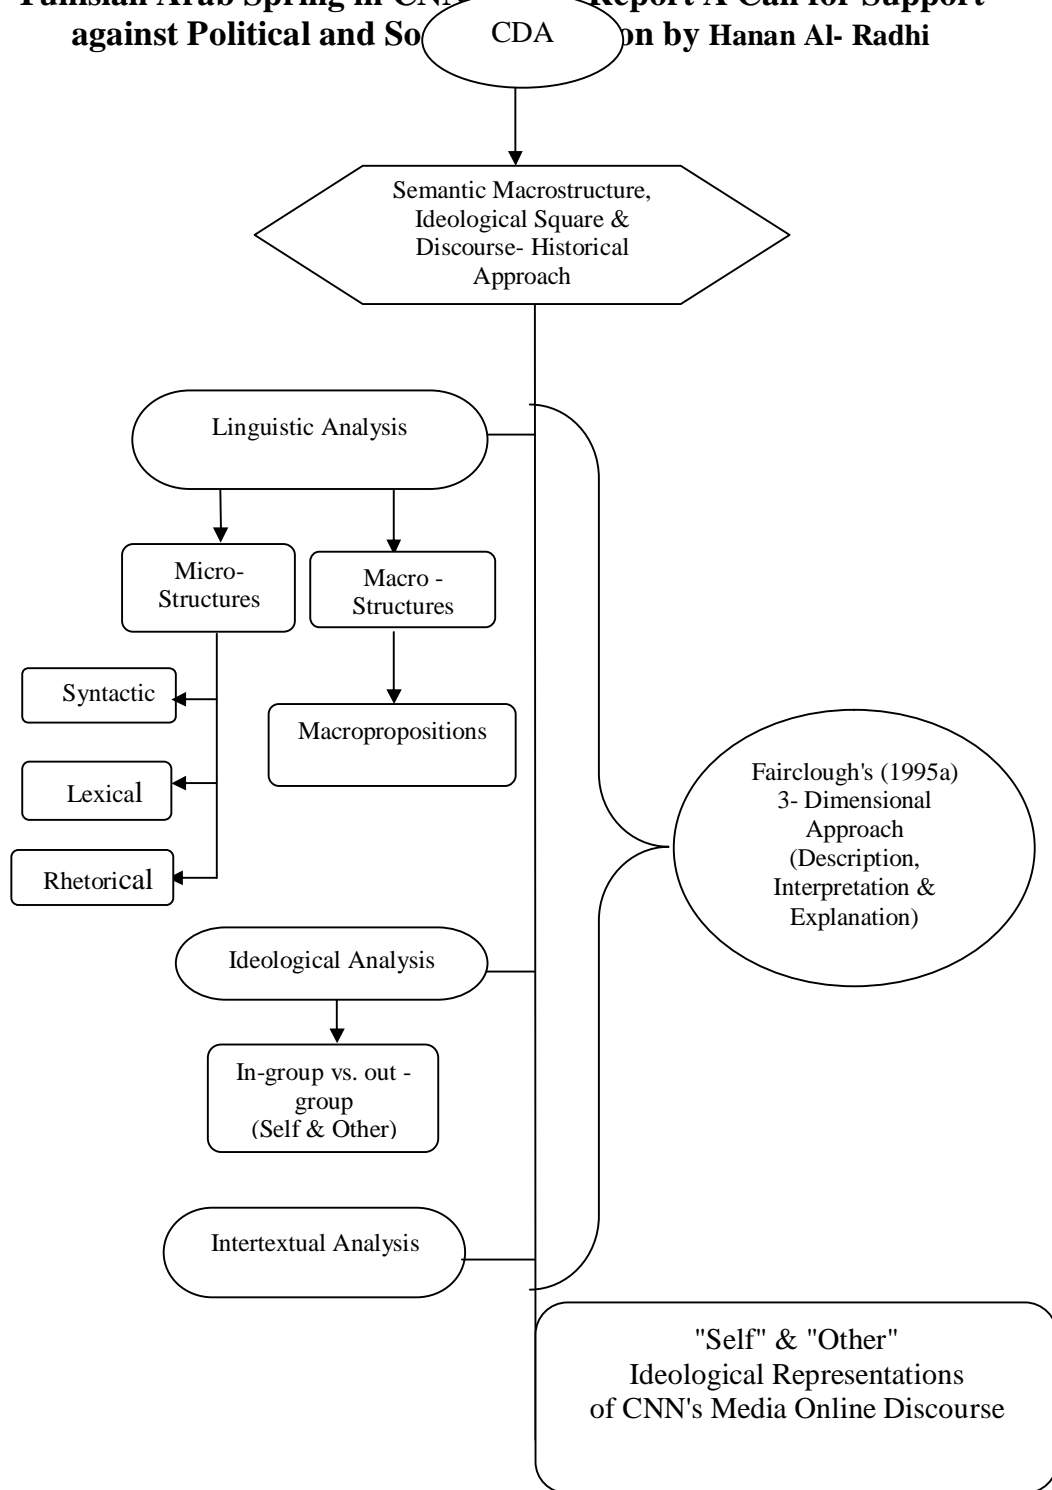 Tunisian Arab Spring in CNN Report A Call for Support
against Political and So on by Hanan Al- Radhi
CDA
Semantic Macrostructure,
Ideological Square &
Discourse- Historical
Approach
Linguistic Analysis
Micro-
Structures
Macro -
Structures
Syntactic
Macropropositions
Lexical
Rhetorical
Fairclough's (1995a)
3- Dimensional
Approach
(Description,
Interpretation &
Explanation)
Ideological Analysis
In-group vs. out -
group
(Self & Other)
Intertextual Analysis
"Self" & "Other"
Ideological Representations
of CNN's Media Online Discourse